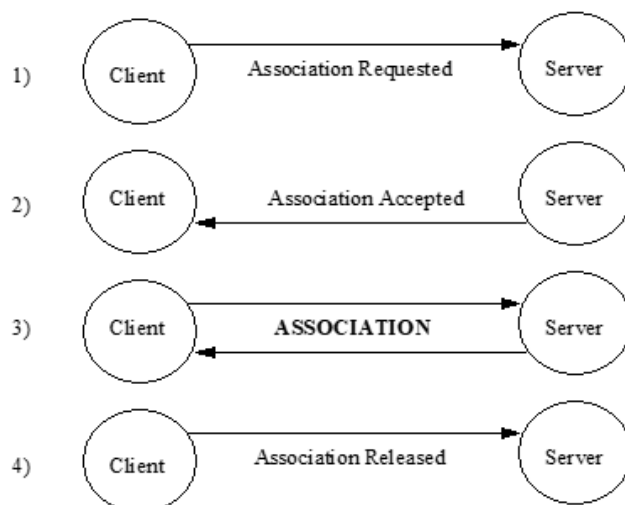 1) Client Association Requested Server
2) Client Association Accepted Server
3) Client ASSOCIATION Server
4) Client Association Released Server